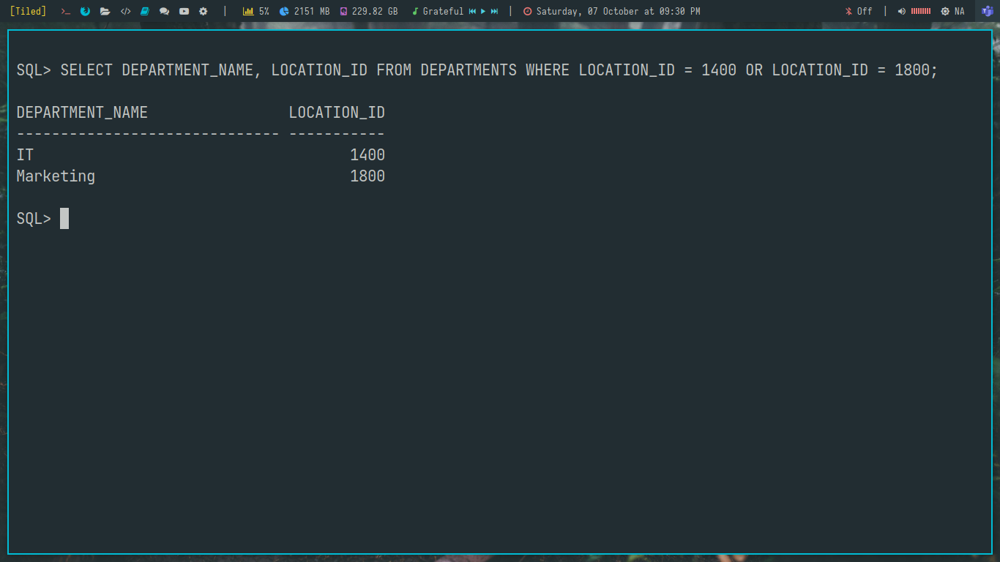 [Tiled] | 5% 2151 MB 229.82 GB Grateful | Saturday, 07 October at 09:30 PM Off | NA
SQL> SELECT DEPARTMENT_NAME, LOCATION_ID FROM DEPARTMENTS WHERE LOCATION_ID = 1400 OR LOCATION_ID = 1800;
DEPARTMENT_NAME LOCATION_ID
------------------------------ -----------
IT 1400
Marketing 1800
SQL>